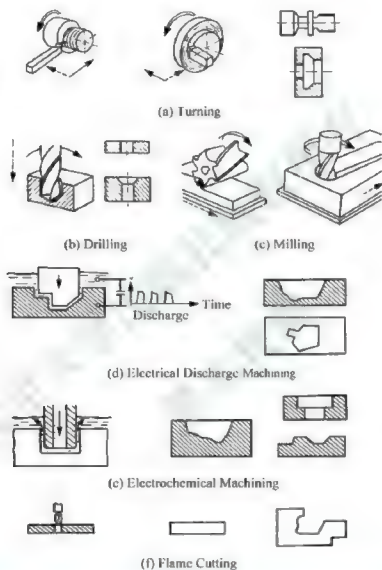 (a) Turning
(b) Drilling
(c) Milling
Time
Discharge
(d) Electrical Discharge Machining
(e) Electrochemical Machining
(f) Flame Cutting